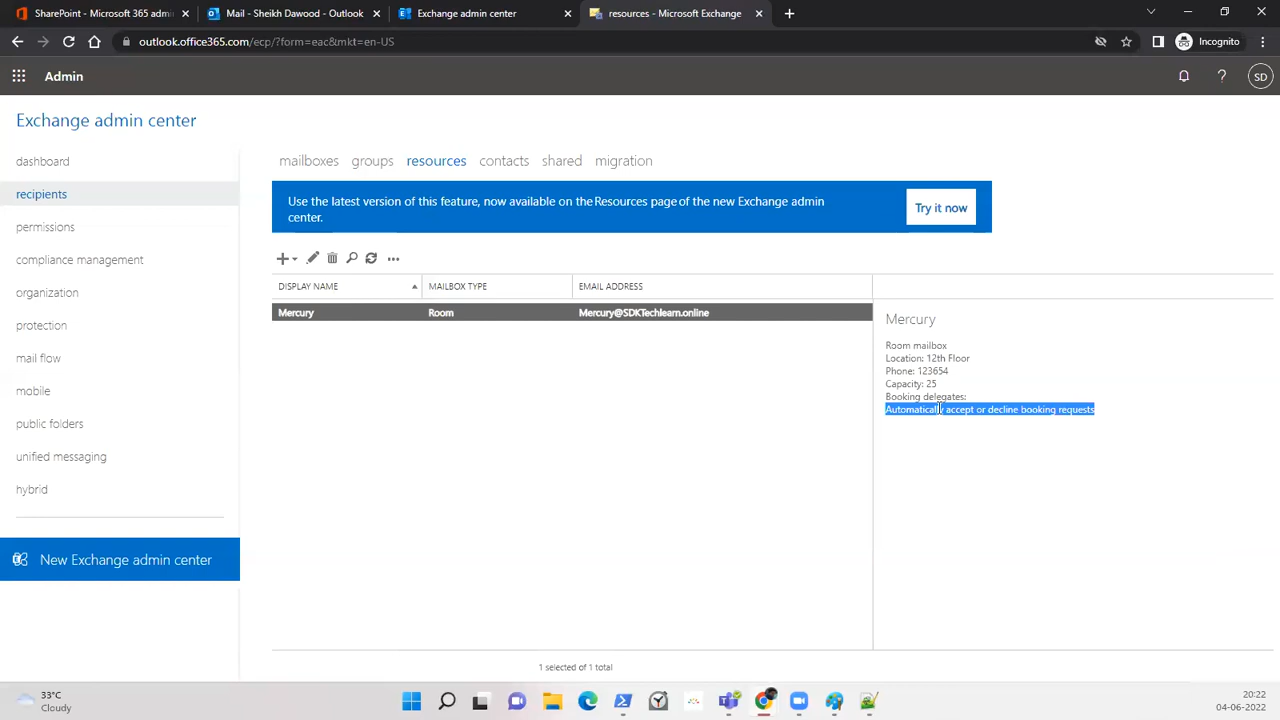 SharePoint - Microsoft 365 admin
Mail - Sheikh Dawood - Outlook
Exchange admin center
resources - Microsoft Exchange
outlook.office365.com/ecp/?form=eac&mkt=en-US
Incognito
Admin
SD
Exchange admin center
dashboard
recipients
permissions
compliance management
organization
protection
mail flow
mobile
public folders
unified messaging
hybrid
New Exchange admin center
mailboxes groups resources contacts shared migration
Use the latest version of this feature, now available on the Resources page of the new Exchange admin
center.
Try it now
DISPLAY NAME MAILBOX TYPE EMAIL ADDRESS
Mercury Room Mercury@SDKTechlearn.online
Mercury
Room mailbox
Location: 12th Floor
Phone: 123654
Capacity: 25
Booking delegates:
Automatically accept or decline booking requests
1 selected of 1 total
33°C
Cloudy
20:22
04-06-2022